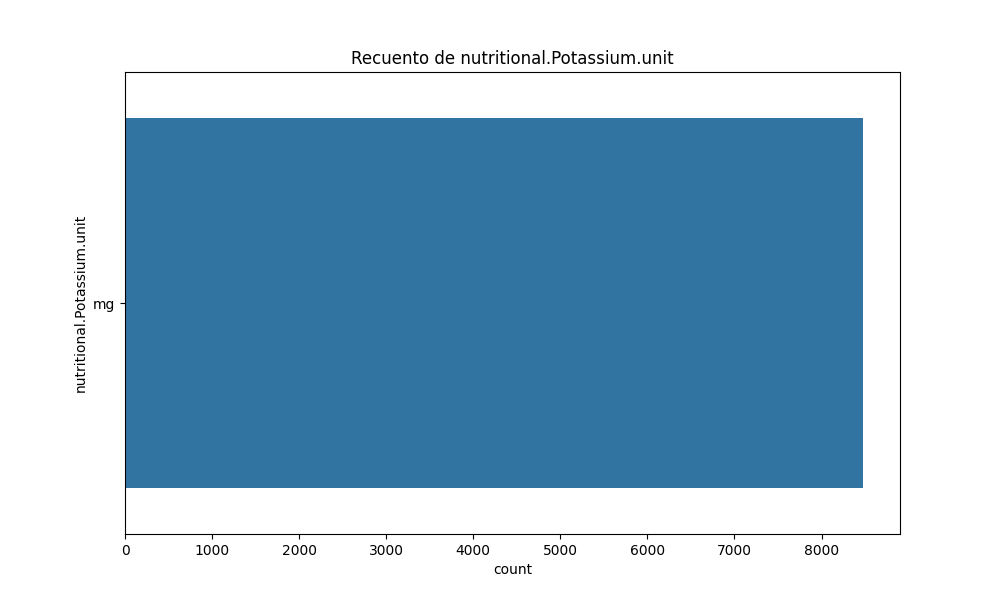 Recuento de nutritional.Potassium.unit
nutritional.Potassium.unit
mg
0 1000 2000 3000 4000 5000 6000 7000 8000
count